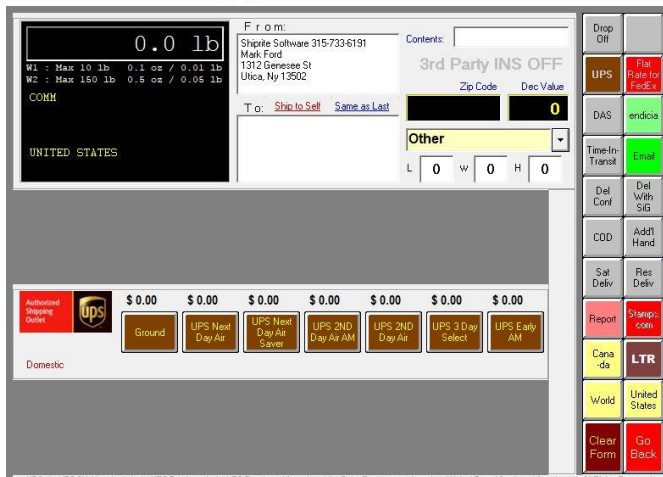 0.0 lb
W1 : Max 10 lb 0.1 oz / 0.01 lb
W2 : Max 150 lb 0.5 oz / 0.05 lb
COMM
UNITED STATES
From:
Shiprite Software 315-733-6191
Mark Ford
1312 Genesee St
Utica, Ny 13502
To: Ship to Self Same as Last
Contents:
3rd Party INS OFF
Zip Code Dec Value
0
Other
L 0 W 0 H 0
Drop Off
UPS
Flat Rate for FedEx
DAS
endicia
Time-In-Transit
Email
Del Conf
Del With SiG
COD
Add'l Hand
Sat Deliv
Res Deliv
Report
Stamps.com
Cana-da
LTR
World
United States
Clear Form
Go Back
Authorized Shipping Outlet
ups
$ 0.00 $ 0.00 $ 0.00 $ 0.00 $ 0.00 $ 0.00 $ 0.00
Ground
UPS Next Day Air
UPS Next Day Air Saver
UPS 2ND Day Air AM
UPS 2ND Day Air
UPS 3 Day Select
UPS Early AM
Domestic